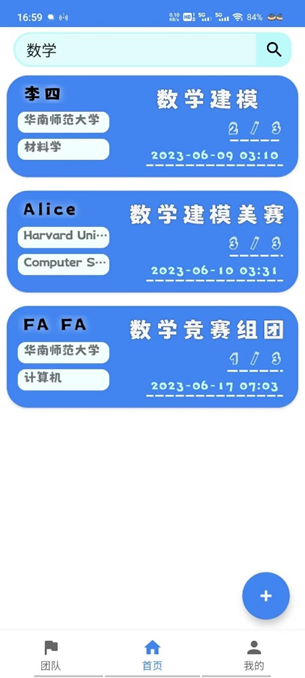 16:59
84%
数学
李四
数学建模
华南师范大学
2 / 3
材料学
2023-06-09 03:10
Alice
数学建模美赛
Harvard Uni···
3 / 3
Computer S···
2023-06-10 03:31
FA FA
数学竞赛组团
华南师范大学
1 / 3
计算机
2023-06-17 07:03
+
团队
首页
我的